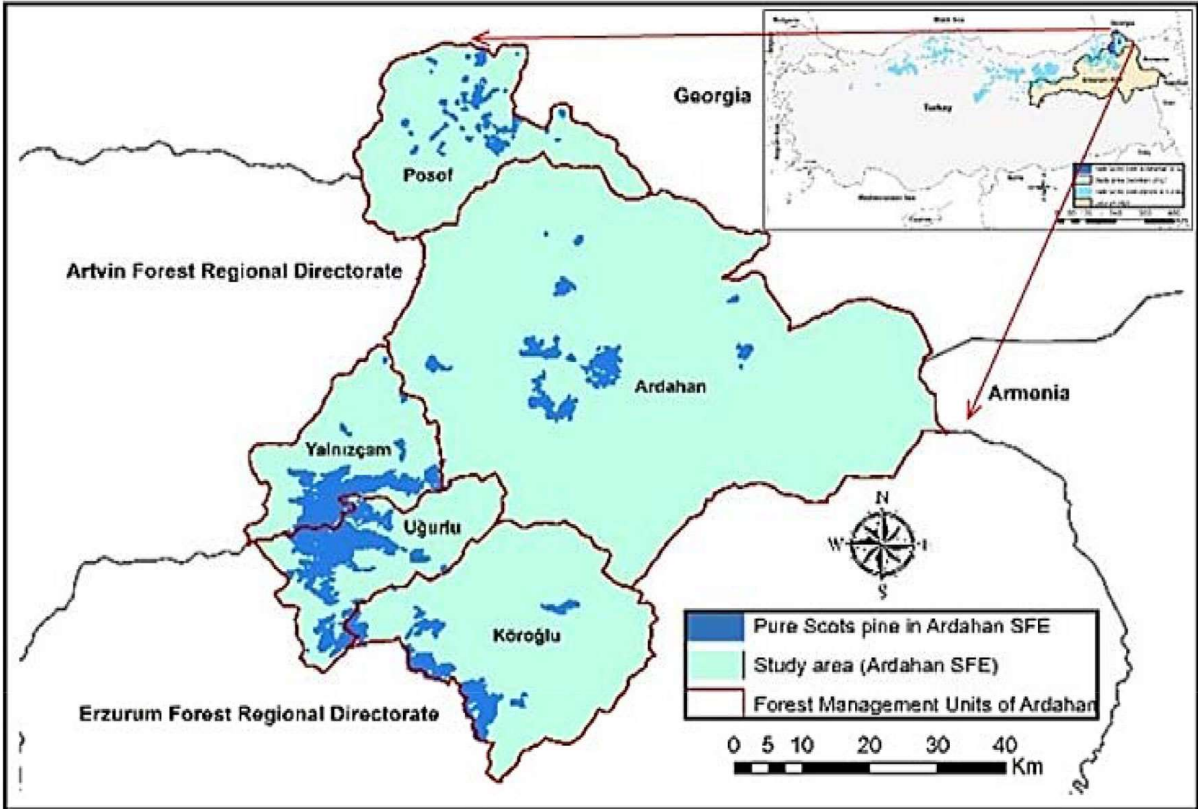 Bulgaria
Black Sea
Georgia
Turkey
Mediterranean Sea
Georgia
Posof
Artvin Forest Regional Directorate
Ardahan
Armonia
Yalnızçam
Uğurlu
Köroğlu
Erzurum Forest Regional Directorate
N
W
E
S
Pure Scots pine in Ardahan SFE
Study area (Ardahan SFE)
Forest Management Units of Ardahan
0 5 10 20 30 40
Km